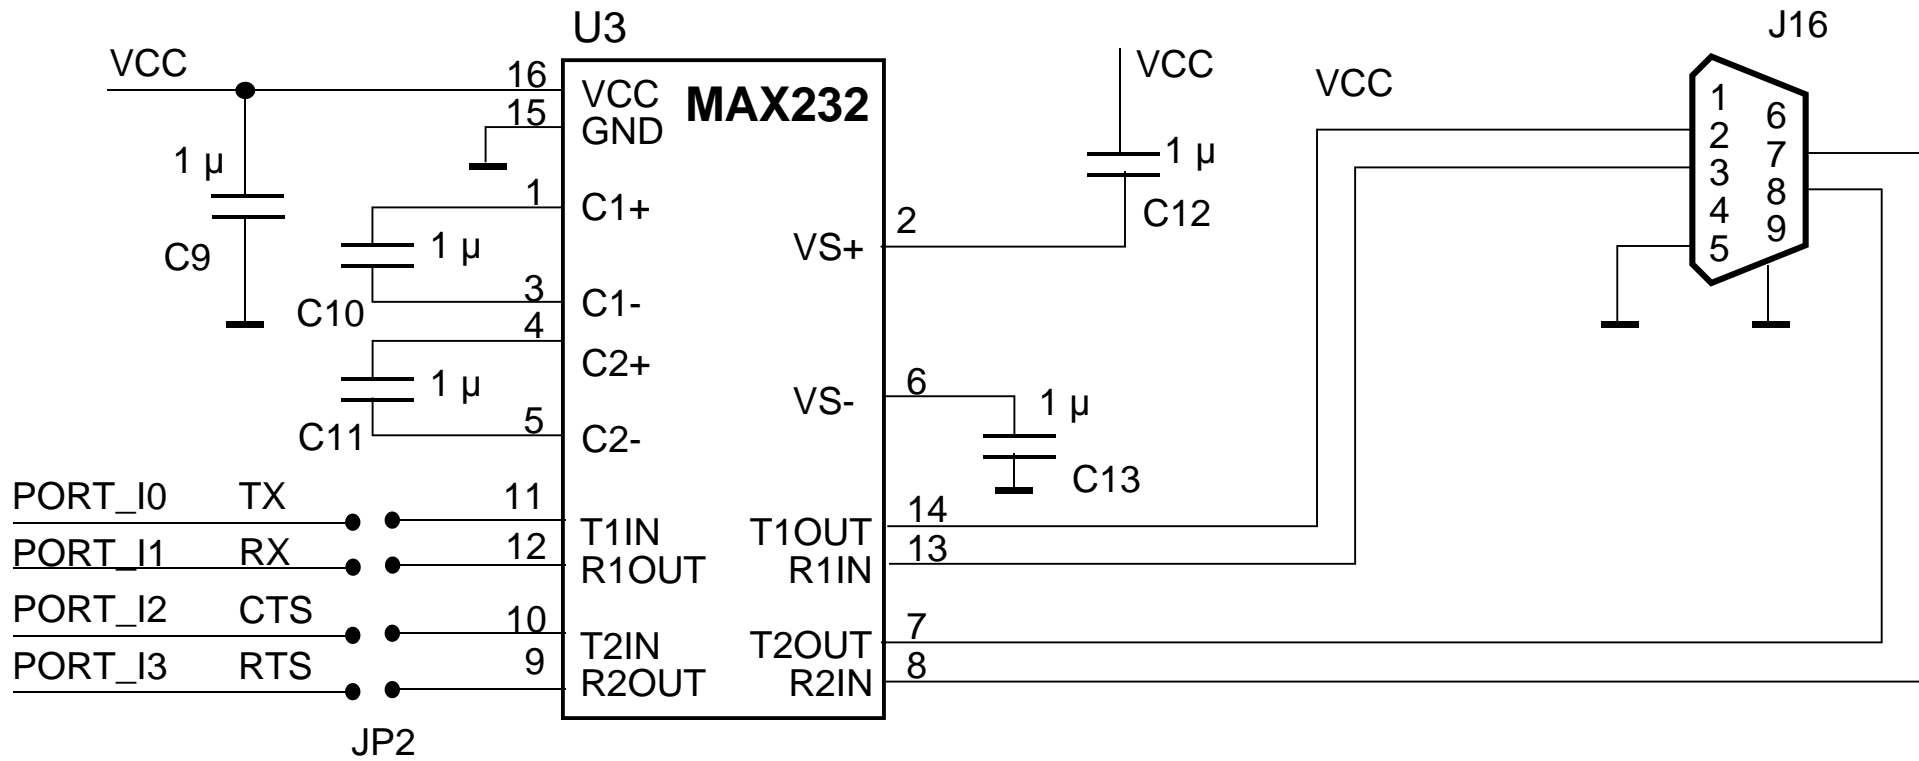 U3
J16
VCC
16
VCC
MAX232
15
GND
VCC
VCC
1 µ
C9
1
C1+
1 µ
C10
3
C1-
4
C2+
1 µ
C11
5
C2-
1 µ
C12
2
VS+
6
VS-
1 µ
C13
1
2
3
4
5
6
7
8
9
PORT_I0 TX
11
T1IN
T1OUT
14
PORT_I1 RX
12
R1OUT
R1IN
13
PORT_I2 CTS
10
T2IN
T2OUT
7
PORT_I3 RTS
9
R2OUT
R2IN
8
JP2